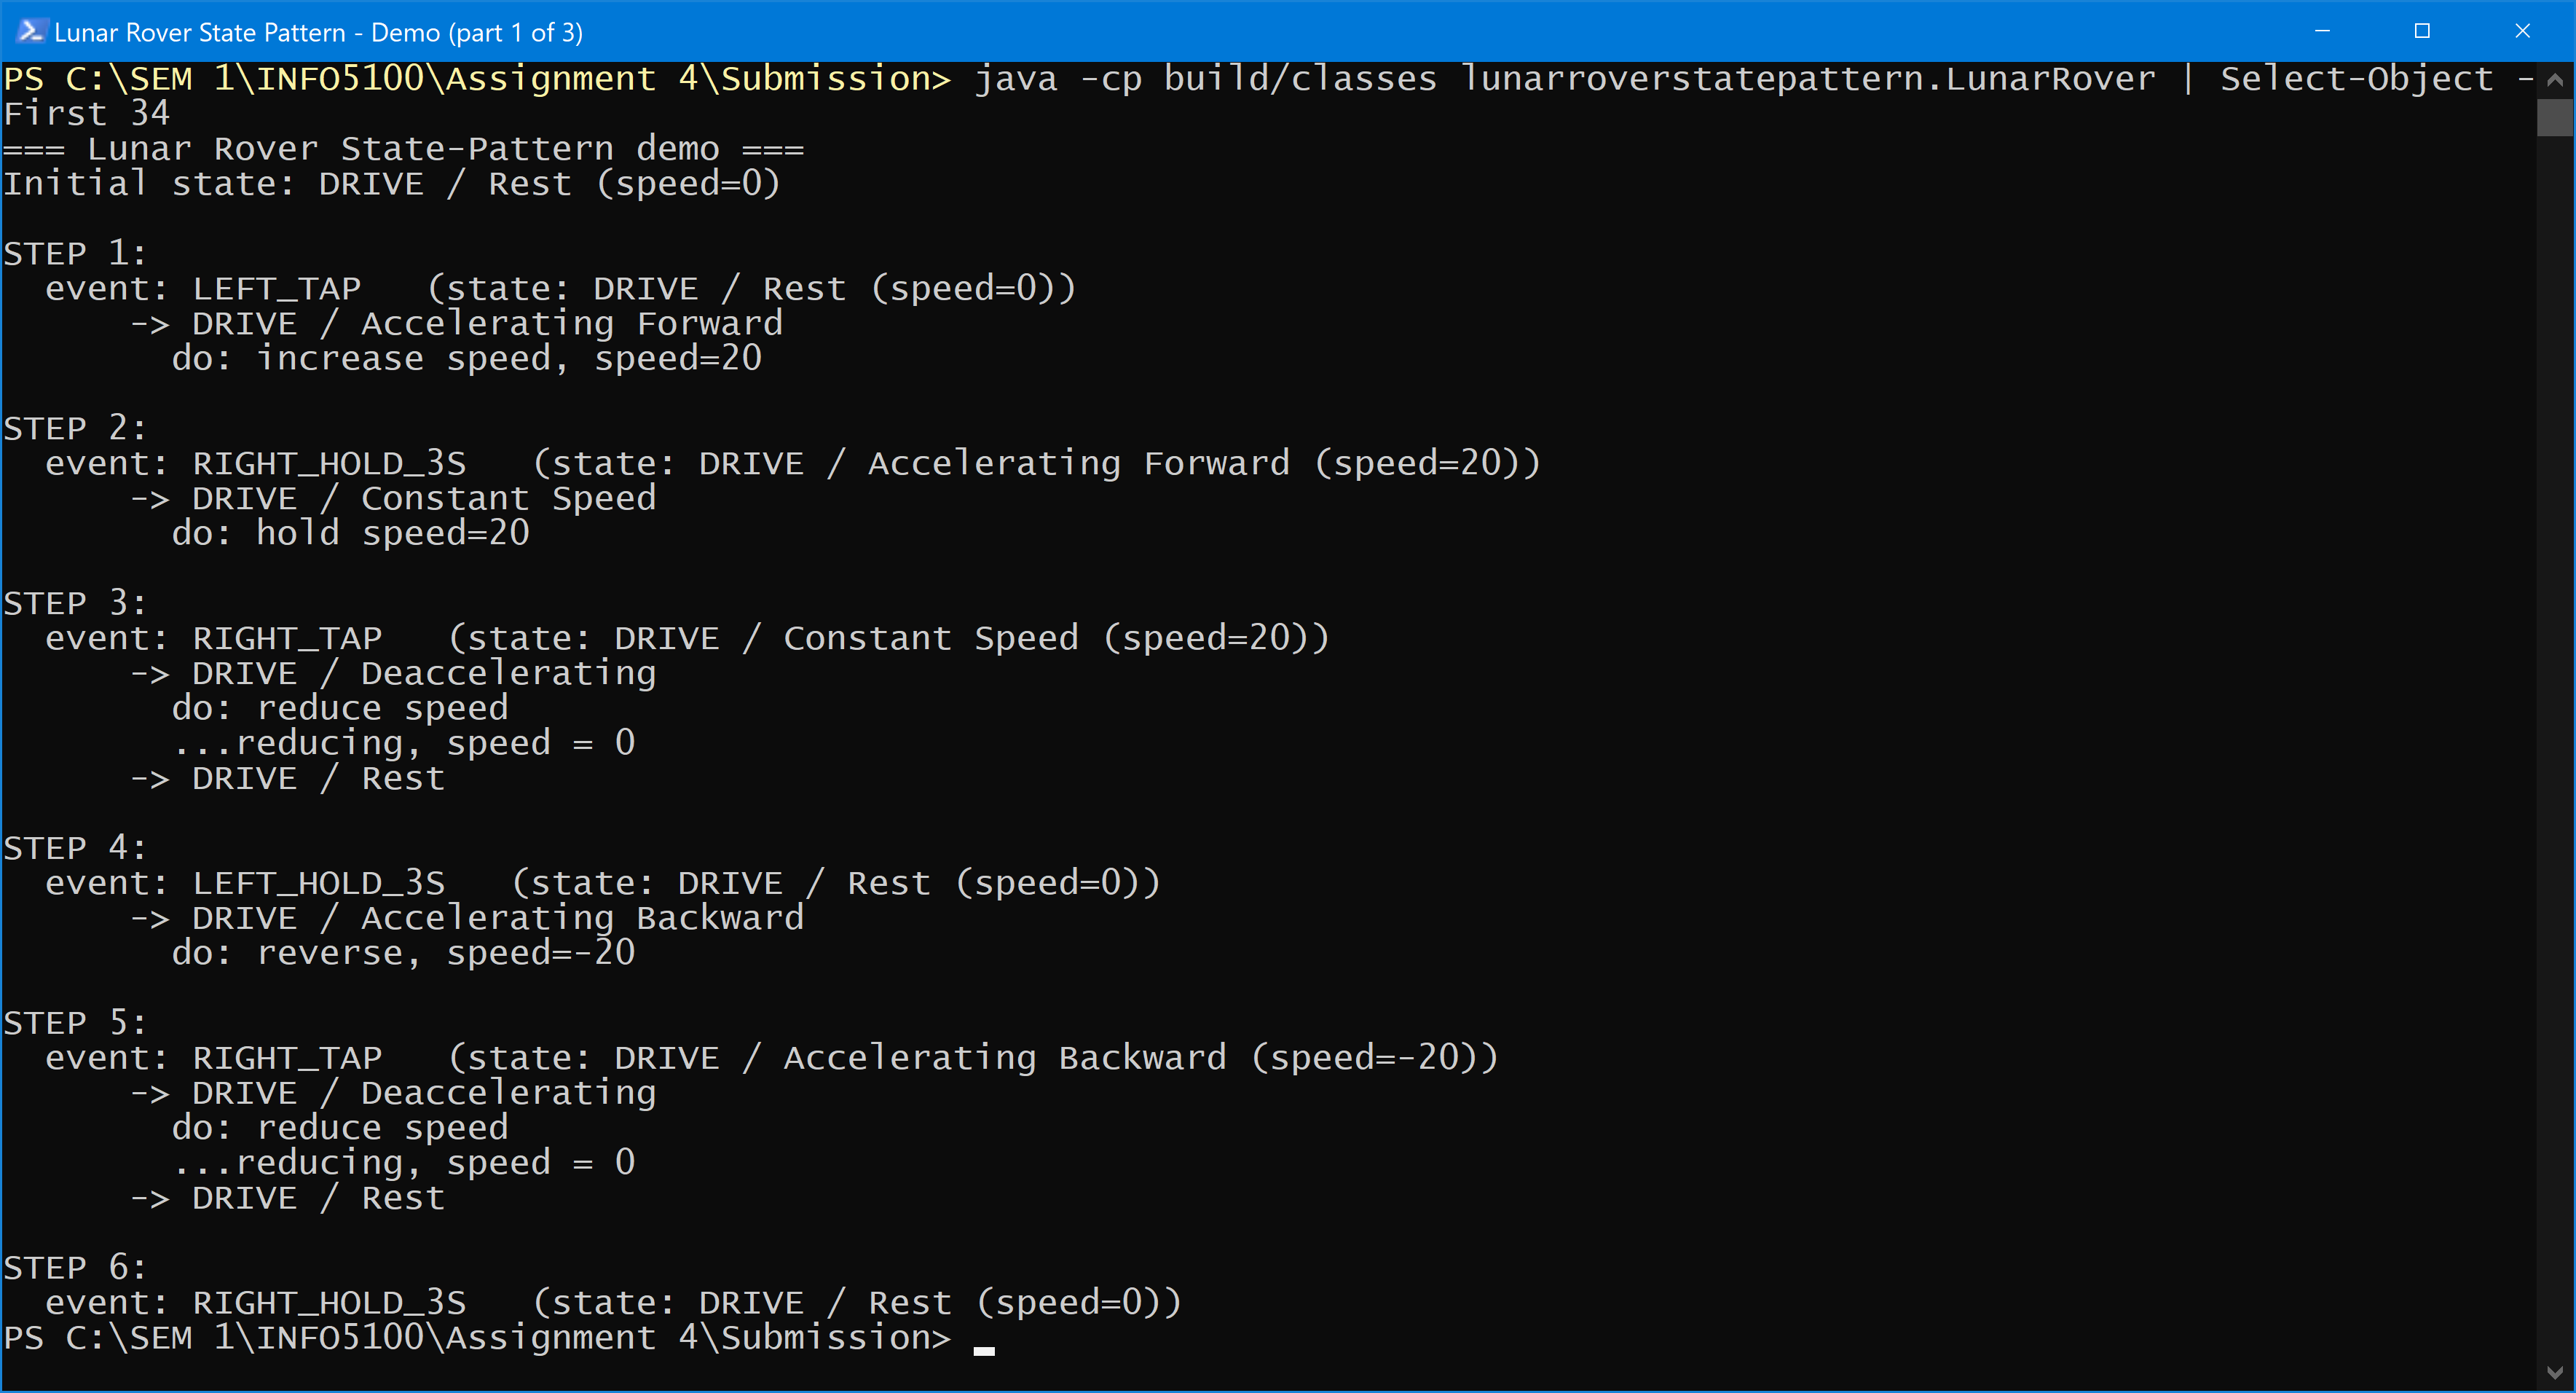 Lunar Rover State Pattern - Demo (part 1 of 3)
PS C:\SEM 1\INFO5100\Assignment 4\Submission> java -cp build/classes lunarroverstatepattern.LunarRover | Select-Object -
First 34
=== Lunar Rover State-Pattern demo ===
Initial state: DRIVE / Rest (speed=0)
STEP 1:
  event: LEFT_TAP   (state: DRIVE / Rest (speed=0))
      -> DRIVE / Accelerating Forward
        do: increase speed, speed=20
STEP 2:
  event: RIGHT_HOLD_3S   (state: DRIVE / Accelerating Forward (speed=20))
      -> DRIVE / Constant Speed
        do: hold speed=20
STEP 3:
  event: RIGHT_TAP   (state: DRIVE / Constant Speed (speed=20))
      -> DRIVE / Deaccelerating
        do: reduce speed
        ...reducing, speed = 0
      -> DRIVE / Rest
STEP 4:
  event: LEFT_HOLD_3S   (state: DRIVE / Rest (speed=0))
      -> DRIVE / Accelerating Backward
        do: reverse, speed=-20
STEP 5:
  event: RIGHT_TAP   (state: DRIVE / Accelerating Backward (speed=-20))
      -> DRIVE / Deaccelerating
        do: reduce speed
        ...reducing, speed = 0
      -> DRIVE / Rest
STEP 6:
  event: RIGHT_HOLD_3S   (state: DRIVE / Rest (speed=0))
PS C:\SEM 1\INFO5100\Assignment 4\Submission>